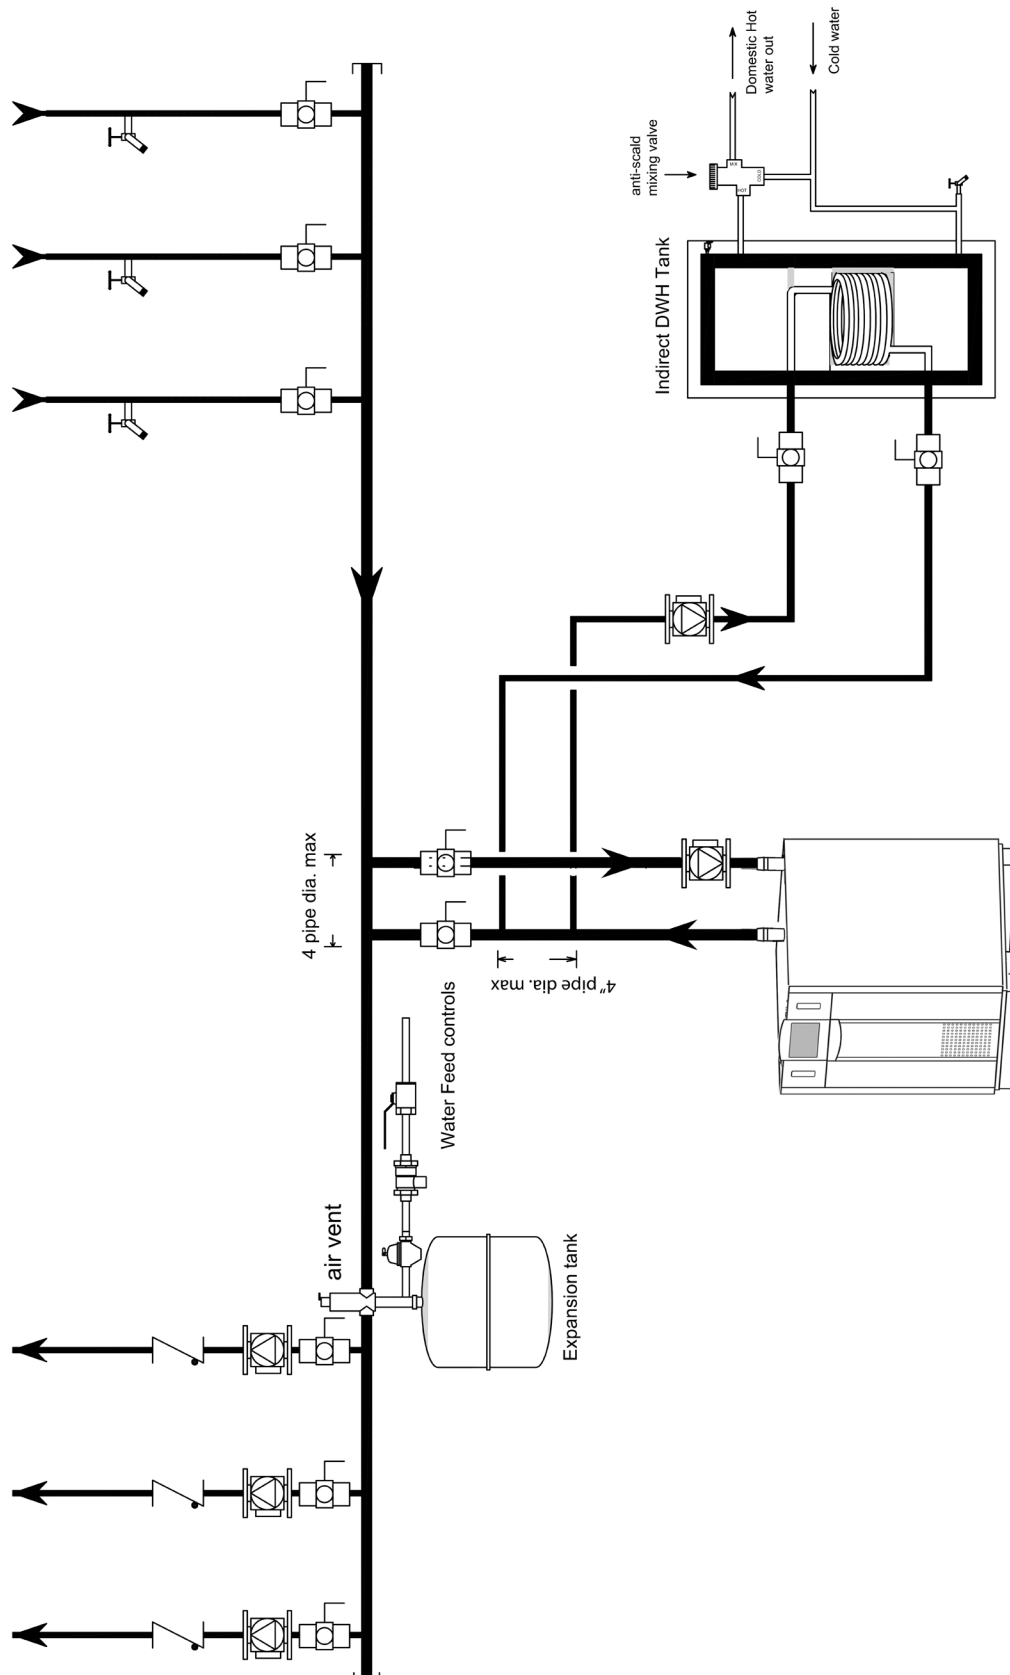 Domestic Hot
water out
Cold water
anti-scald
mixing valve
MIX
HOT
COLD
Indirect DWH Tank
4 pipe dia. max
4" pipe dia. max
Water Feed controls
air vent
Expansion tank